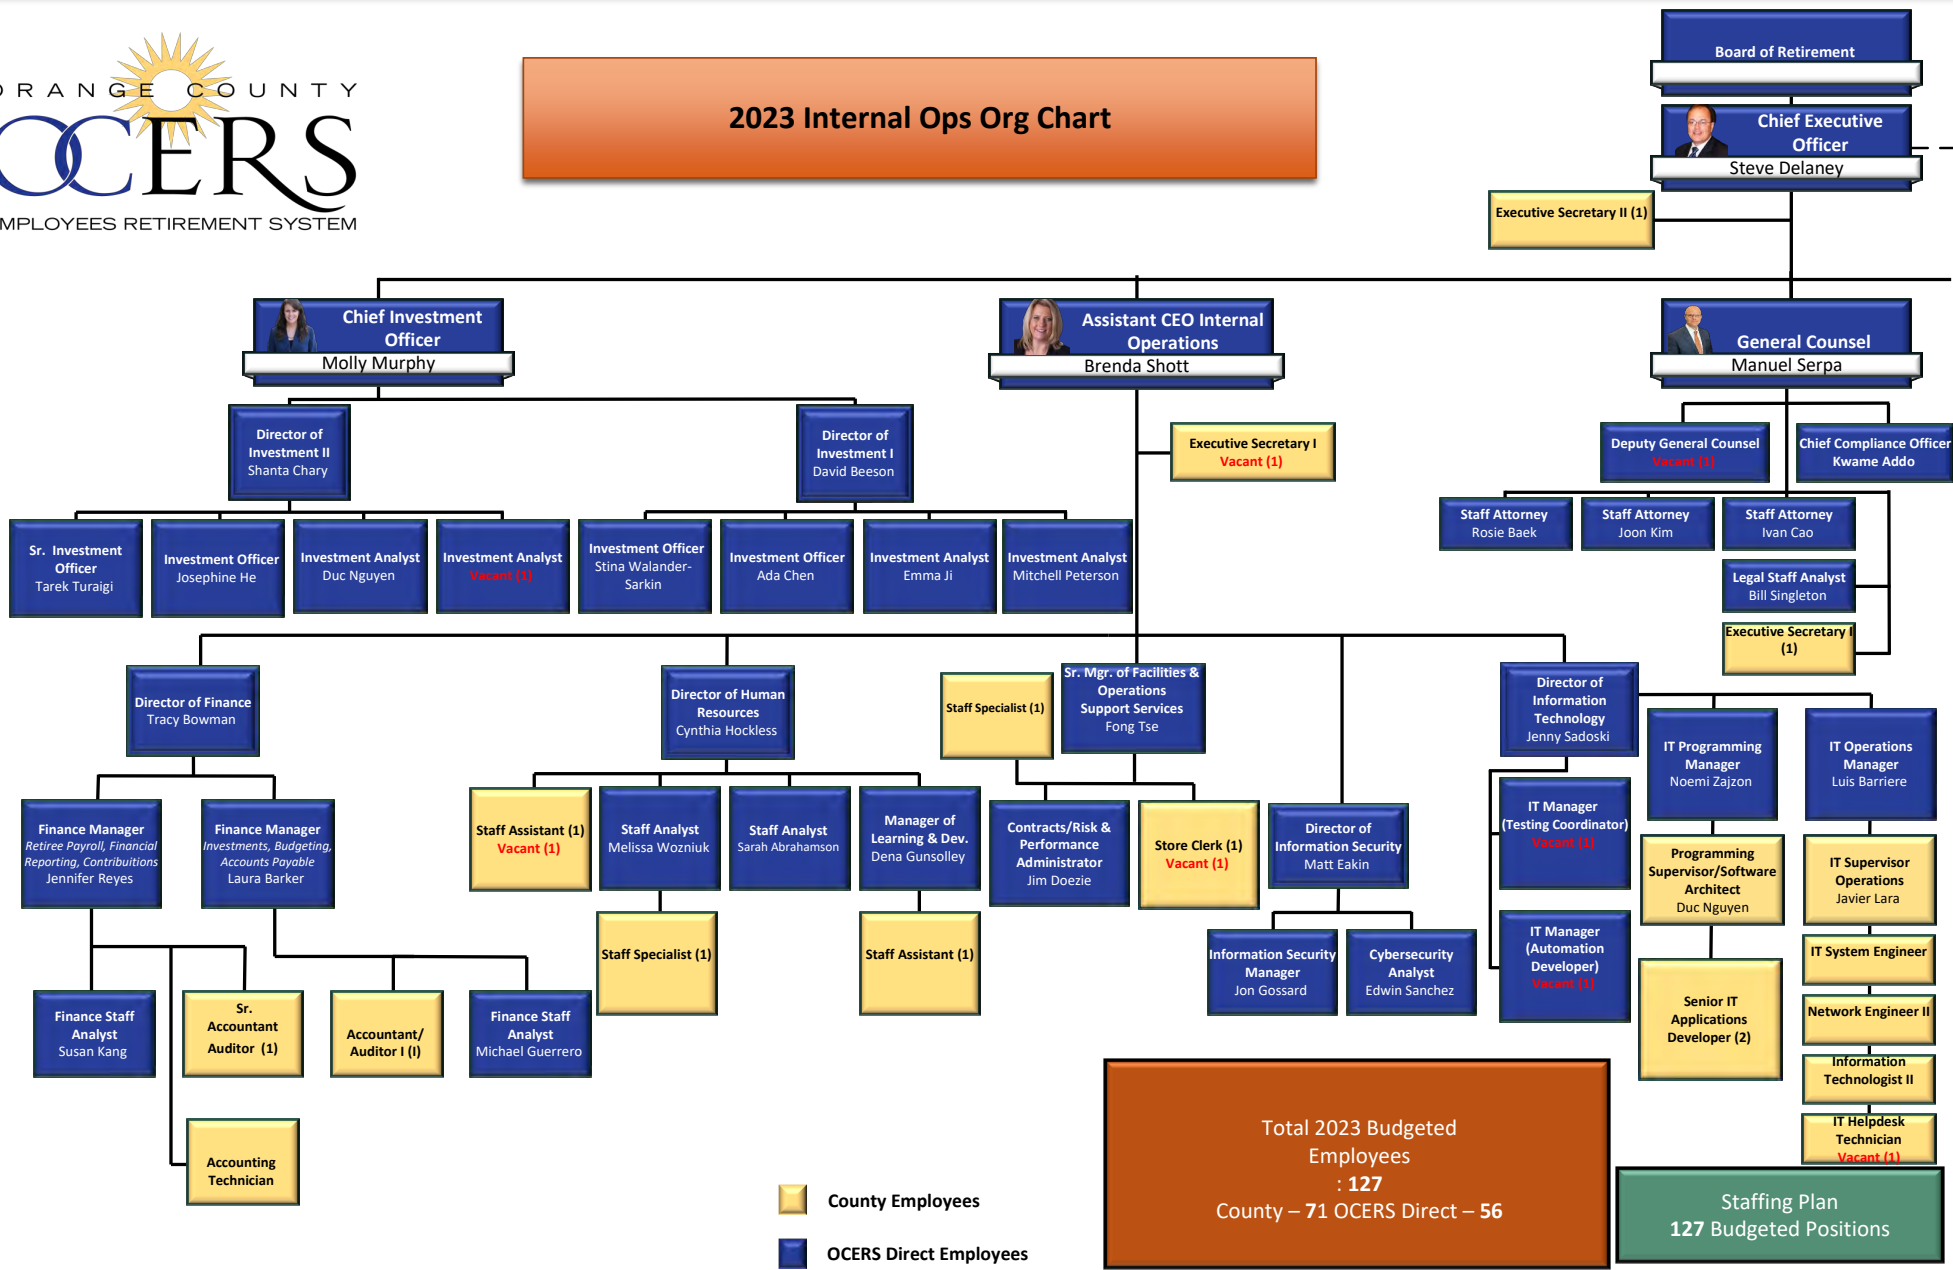 ORANGE COUNTY
OCERS
EMPLOYEES RETIREMENT SYSTEM
2023 Internal Ops Org Chart
Board of Retirement
Chief Executive
Officer
Steve Delaney
Executive Secretary II (1)
Chief Investment
Officer
Molly Murphy
Assistant CEO Internal
Operations
Brenda Shott
General Counsel
Manuel Serpa
Director of
Investment II
Shanta Chary
Director of
Investment I
David Beeson
Executive Secretary I
Vacant (1)
Deputy General Counsel
Vacant (1)
Chief Compliance Officer
Kwame Addo
Sr. Investment
Officer
Tarek Turaigi
Investment Officer
Josephine He
Investment Analyst
Duc Nguyen
Investment Analyst
Vacant (1)
Investment Officer
Stina Walander-
Sarkin
Investment Officer
Ada Chen
Investment Analyst
Emma Ji
Investment Analyst
Mitchell Peterson
Staff Attorney
Rosie Baek
Staff Attorney
Joon Kim
Staff Attorney
Ivan Cao
Legal Staff Analyst
Bill Singleton
Executive Secretary I
(1)
Director of Finance
Tracy Bowman
Director of Human
Resources
Cynthia Hockless
Staff Specialist (1)
Sr. Mgr. of Facilities &
Operations
Support Services
Fong Tse
Director of
Information
Technology
Jenny Sadoski
IT Programming
Manager
Noemi Zajzon
IT Operations
Manager
Luis Barriere
Finance Manager
Retiree Payroll, Financial
Reporting, Contribuitions
Jennifer Reyes
Finance Manager
Investments, Budgeting,
Accounts Payable
Laura Barker
Staff Assistant (1)
Vacant (1)
Staff Analyst
Melissa Wozniuk
Staff Analyst
Sarah Abrahamson
Manager of
Learning & Dev.
Dena Gunsolley
Contracts/Risk &
Performance
Administrator
Jim Doezie
Store Clerk (1)
Vacant (1)
Director of
Information Security
Matt Eakin
IT Manager
(Testing Coordinator)
Vacant (1)
Programming
Supervisor/Software
Architect
Duc Nguyen
IT Supervisor
Operations
Javier Lara
Staff Specialist (1)
Staff Assistant (1)
Information Security
Manager
Jon Gossard
Cybersecurity
Analyst
Edwin Sanchez
IT Manager
(Automation
Developer)
Vacant (1)
IT System Engineer
Finance Staff
Analyst
Susan Kang
Sr.
Accountant
Auditor (1)
Accountant/
Auditor I (I)
Finance Staff
Analyst
Michael Guerrero
Senior IT
Applications
Developer (2)
Network Engineer II
Information
Technologist II
IT Helpdesk
Technician
Vacant (1)
Accounting
Technician
County Employees
OCERS Direct Employees
Total 2023 Budgeted
Employees
: 127
County – 71 OCERS Direct – 56
Staffing Plan
127 Budgeted Positions